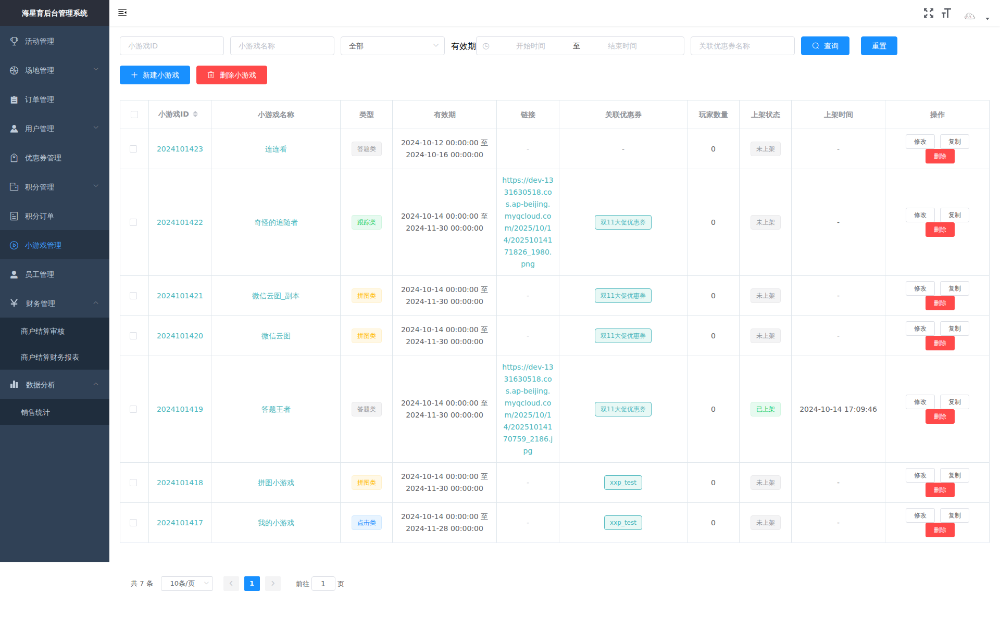 海星育后台管理系统
活动管理
场地管理
订单管理
用户管理
优惠券管理
积分管理
积分订单
小游戏管理
员工管理
财务管理
商户结算审核
商户结算财务报表
数据分析
销售统计
小游戏ID 小游戏名称 全部 有效期 开始时间 至 结束时间 关联优惠券名称 查询 重置
新建小游戏 删除小游戏
小游戏ID 小游戏名称 类型 有效期 链接 关联优惠券 玩家数量 上架状态 上架时间 操作
2024101423 连连看 答题类 2024-10-12 00:00:00 至
2024-10-16 00:00:00 - - 0 未上架 - 修改 复制
删除
2024101422 奇怪的追随者 跟踪类 2024-10-14 00:00:00 至
2024-11-30 00:00:00
https://dev-13
31630518.co
s.ap-beijing.
myqcloud.co
m/2025/10/1
4/202510141
71826_1980.
png
双11大促优惠券 0 未上架 - 修改 复制
删除
2024101421 微信云图_副本 拼图类 2024-10-14 00:00:00 至
2024-11-30 00:00:00 - 双11大促优惠券 0 未上架 - 修改 复制
删除
2024101420 微信云图 拼图类 2024-10-14 00:00:00 至
2024-11-30 00:00:00 - 双11大促优惠券 0 未上架 - 修改 复制
删除
2024101419 答题王者 答题类 2024-10-14 00:00:00 至
2024-11-30 00:00:00
https://dev-13
31630518.co
s.ap-beijing.
myqcloud.co
m/2025/10/1
4/202510141
70759_2186.j
pg
双11大促优惠券 0 已上架 2024-10-14 17:09:46 修改 复制
删除
2024101418 拼图小游戏 拼图类 2024-10-14 00:00:00 至
2024-11-30 00:00:00 - xxp_test 0 未上架 - 修改 复制
删除
2024101417 我的小游戏 点击类 2024-10-14 00:00:00 至
2024-11-28 00:00:00 - xxp_test 0 未上架 - 修改 复制
删除
共 7 条 10条/页 1 前往 1 页